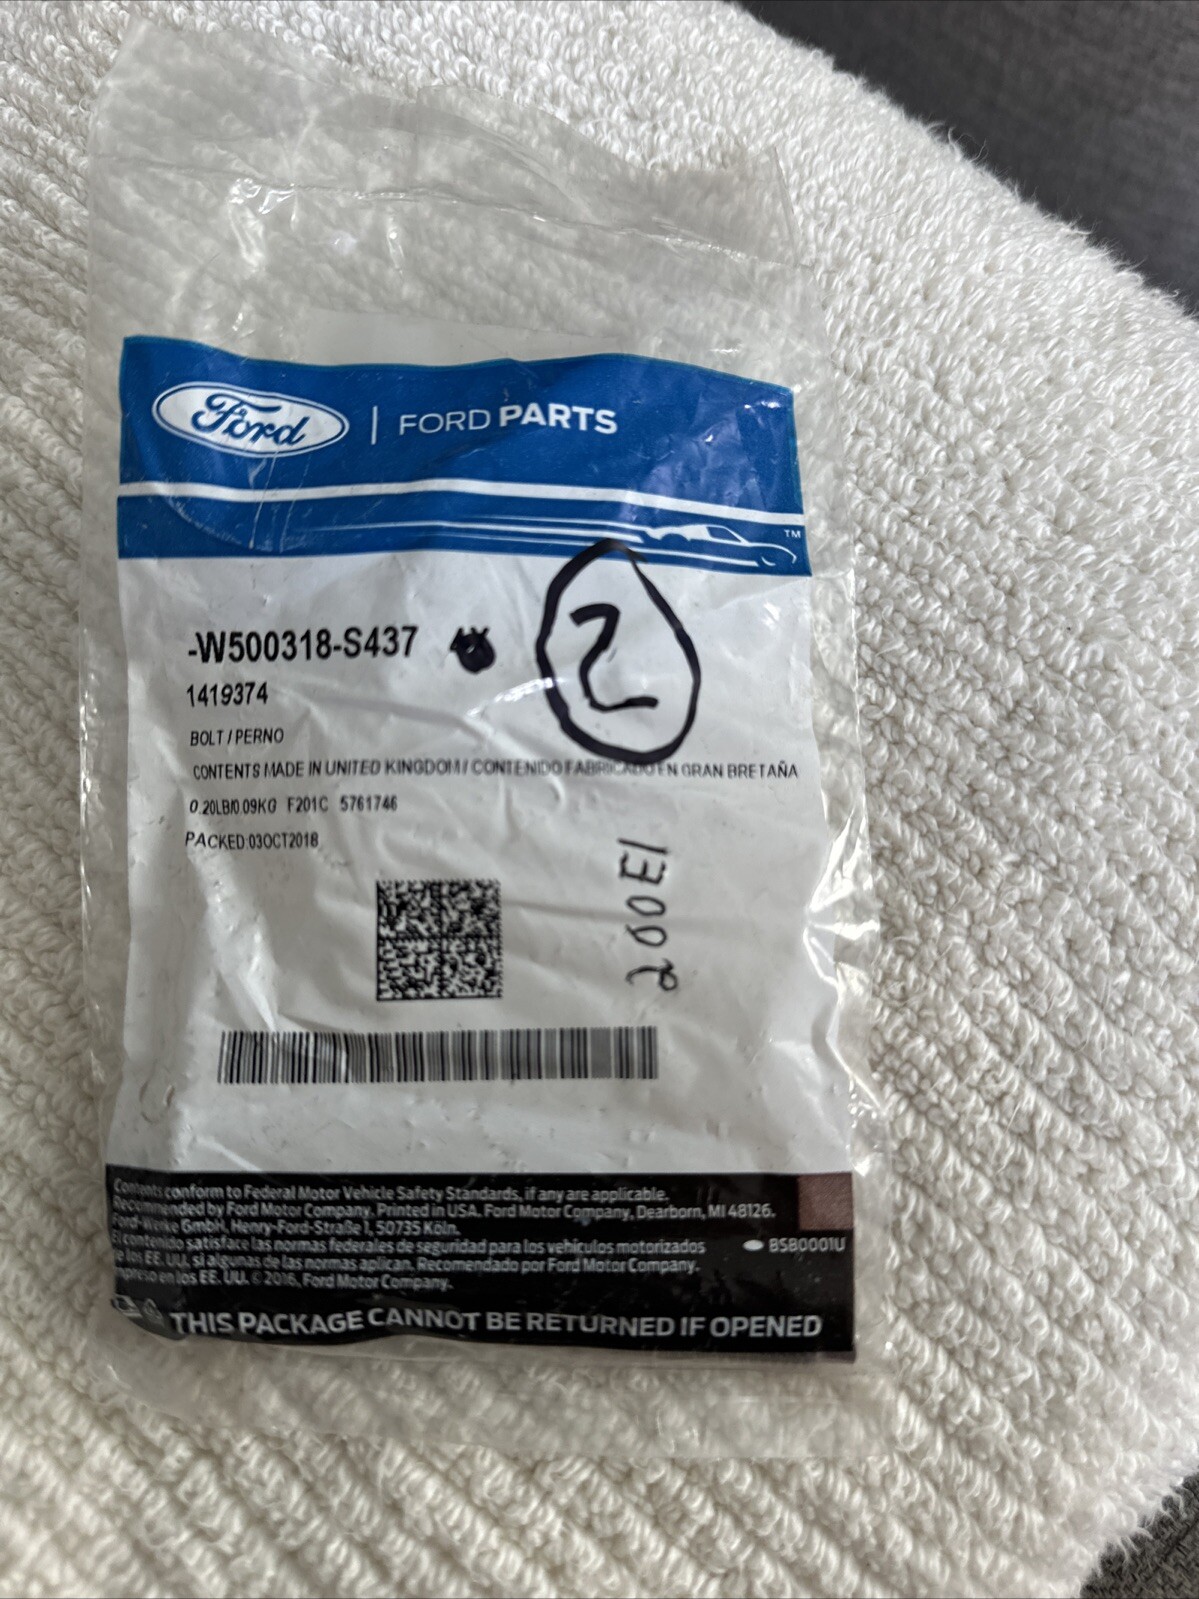 Ford | FORD PARTS
TM
-W500318-S437 2
1419374
BOLT / PERNO
CONTENTS MADE IN UNITED KINGDOM / CONTENIDO FABRICADO EN GRAN BRETAÑA
0.20LB/0.09KG F201C 5761746
PACKED:03OCT2018
200E1
Contents conform to Federal Motor Vehicle Safety Standards, if any are applicable.
Recommended by Ford Motor Company. Printed in USA. Ford Motor Company, Dearborn, MI 48126.
Ford-Werke GmbH, Henry-Ford-Straße 1, 50735 Köln.
El contenido satisface las normas federales de seguridad para los vehículos motorizados
de los EE. UU. si algunas de las normas aplican. Recomendado por Ford Motor Company.
Impreso en los EE. UU. © 2016, Ford Motor Company.
BSB0001U
THIS PACKAGE CANNOT BE RETURNED IF OPENED